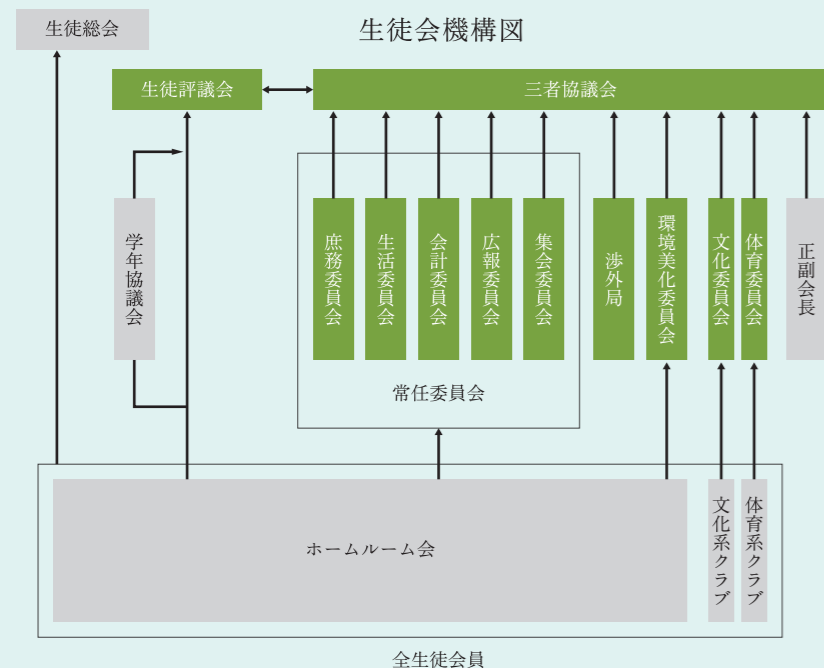 生徒会機構図
生徒総会
生徒評議会
三者協議会
学年協議会
庶務委員会
生活委員会
会計委員会
広報委員会
集会委員会
渉外局
環境美化委員会
文化委員会
体育委員会
正副会長
常任委員会
ホームルーム会
文化系クラブ
体育系クラブ
全生徒会員